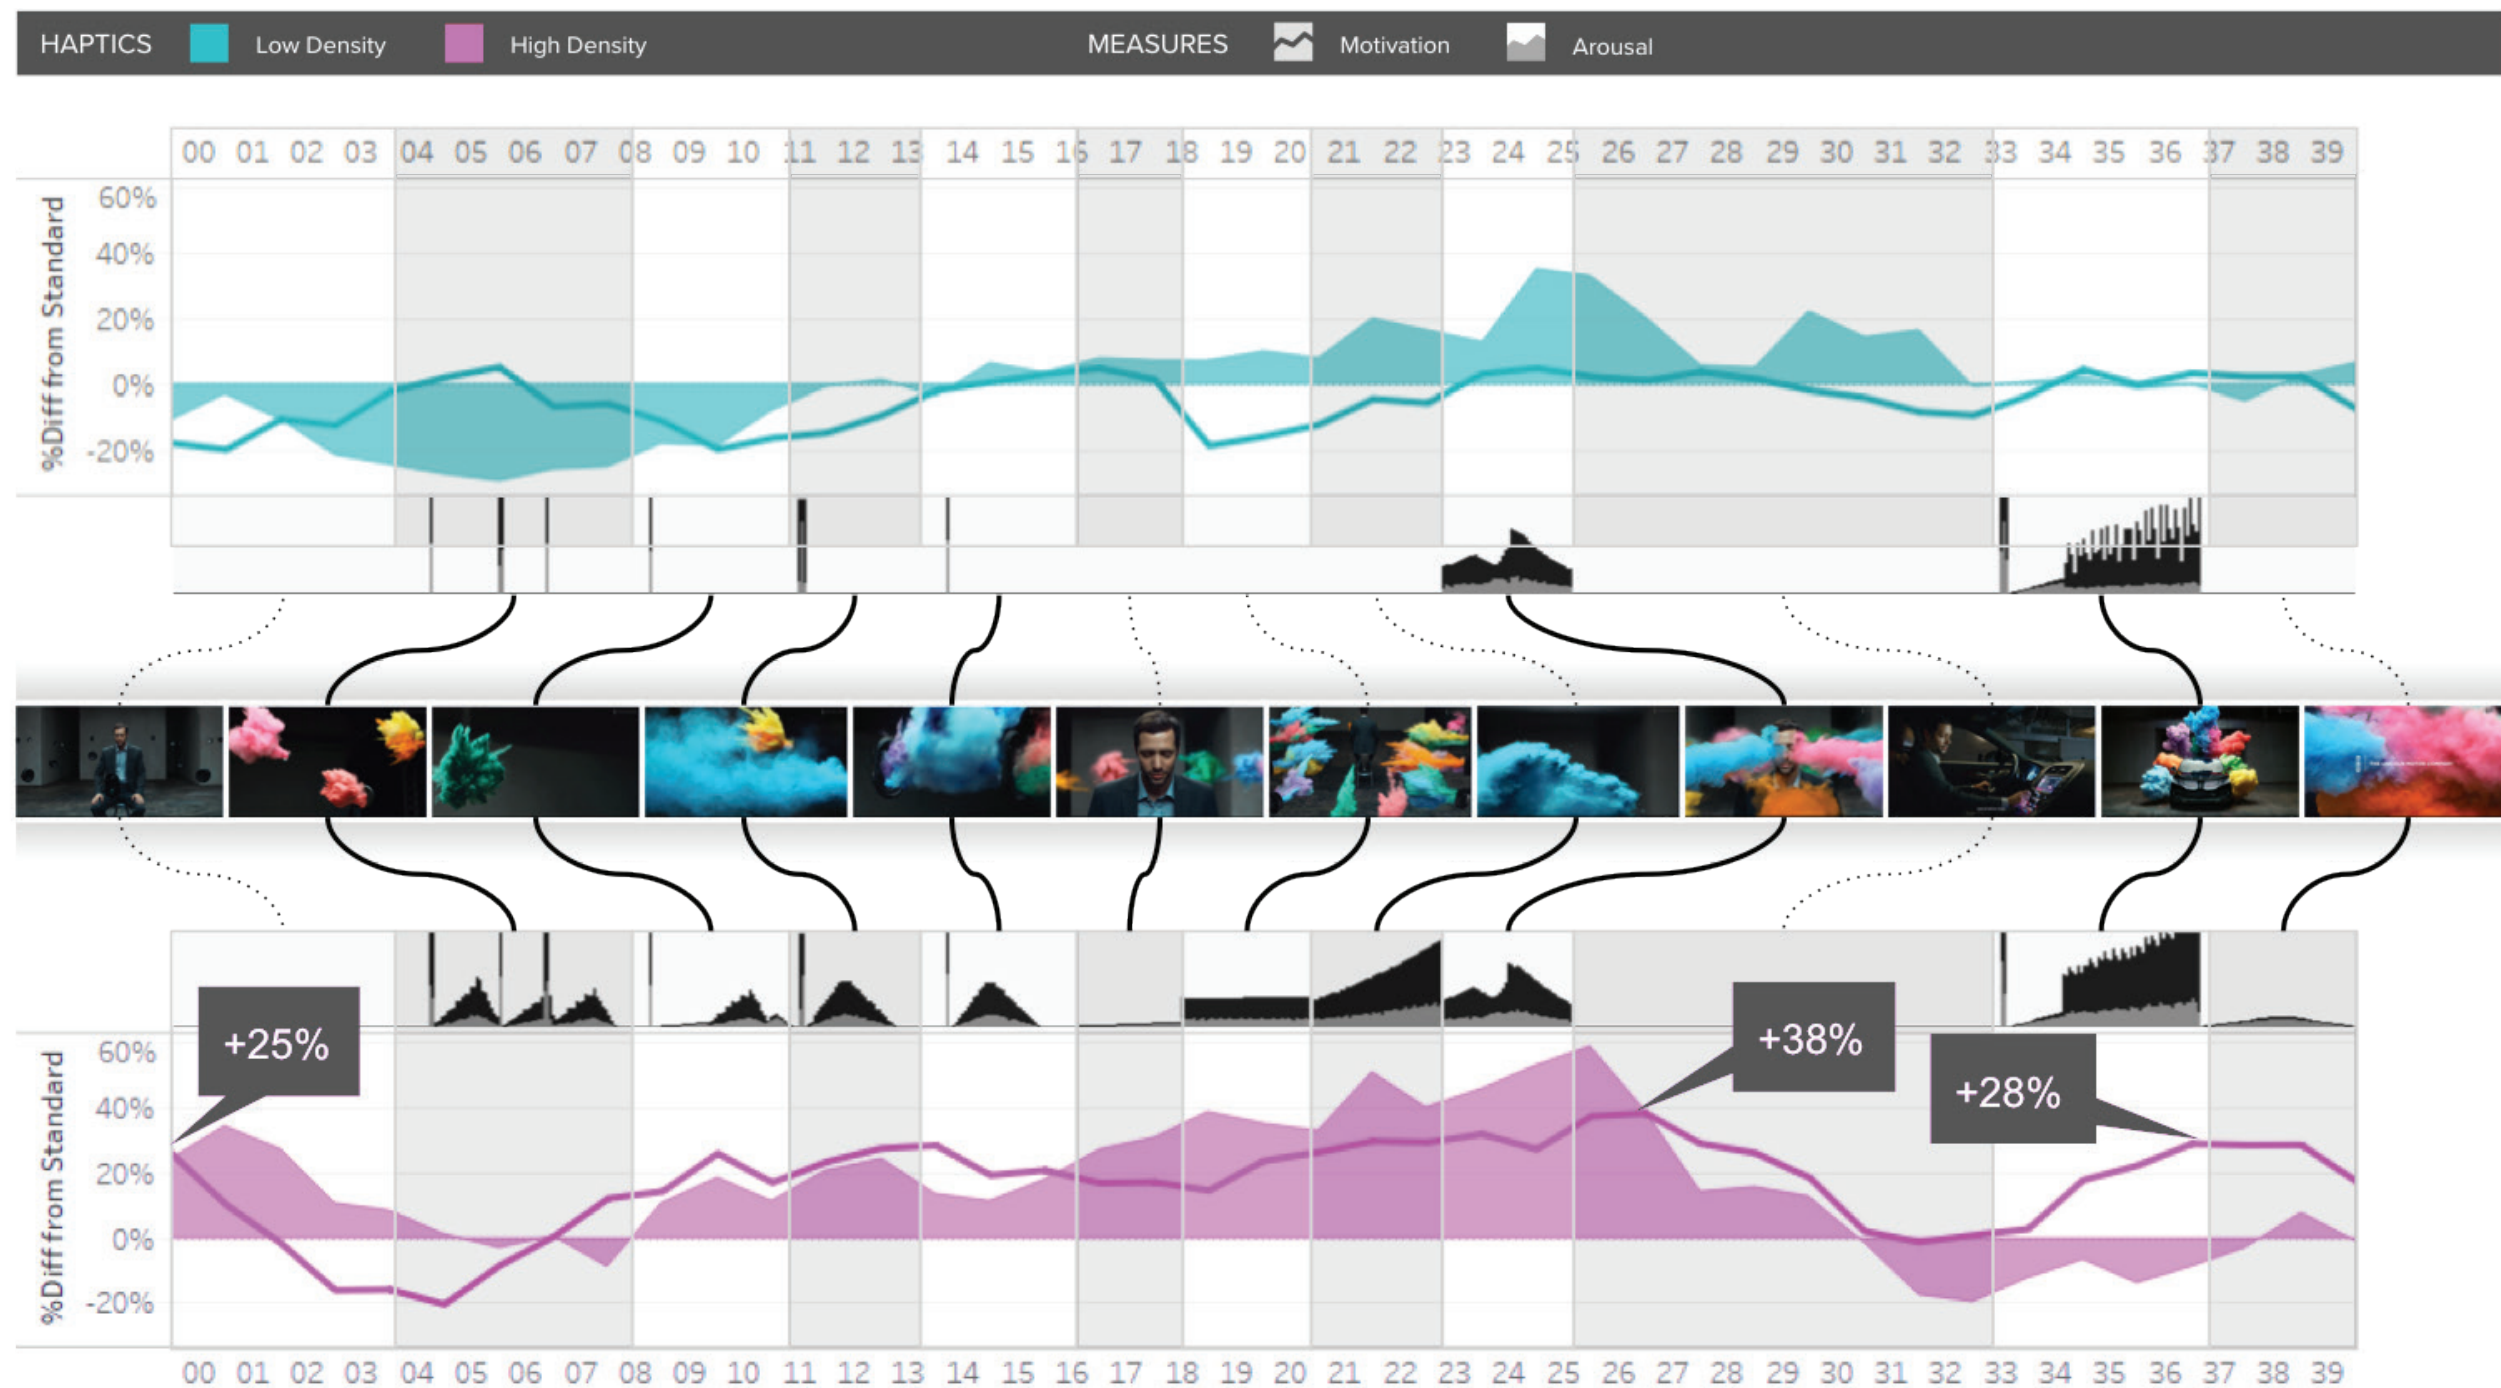 HAPTICS Low Density High Density MEASURES Motivation Arousal
00 01 02 03 04 05 06 07 08 09 10 11 12 13 14 15 16 17 18 19 20 21 22 23 24 25 26 27 28 29 30 31 32 33 34 35 36 37 38 39
%Diff from Standard
60%
40%
20%
0%
-20%
THE LINCOLN MOTOR COMPANY
+25%
+38%
+28%
%Diff from Standard
60%
40%
20%
0%
-20%
00 01 02 03 04 05 06 07 08 09 10 11 12 13 14 15 16 17 18 19 20 21 22 23 24 25 26 27 28 29 30 31 32 33 34 35 36 37 38 39